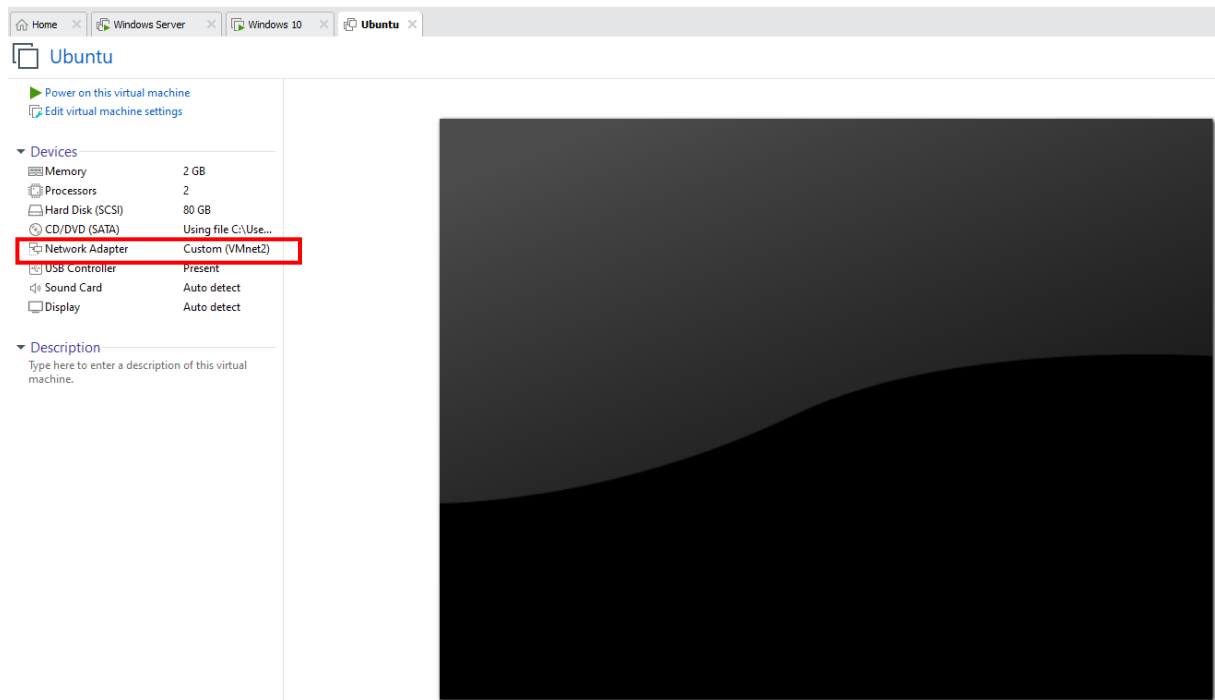 Home Windows Server Windows 10 Ubuntu
Ubuntu
Power on this virtual machine
Edit virtual machine settings
Devices
Memory 2 GB
Processors 2
Hard Disk (SCSI) 80 GB
CD/DVD (SATA) Using file C:\Use...
Network Adapter Custom (VMnet2)
USB Controller Present
Sound Card Auto detect
Display Auto detect
Description
Type here to enter a description of this virtual
machine.